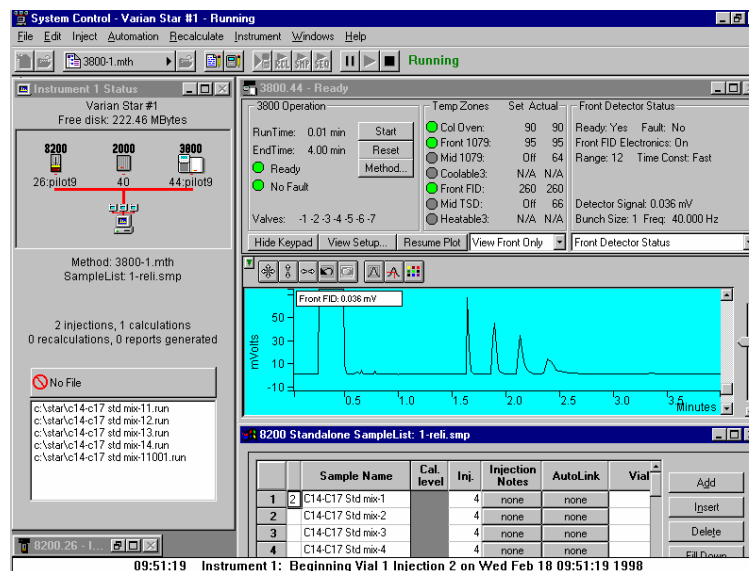 System Control - Varian Star #1 - Running
File Edit Inject Automation Recalculate Instrument Windows Help
3800-1.mth
RCL SMP SEQ
Running
Instrument 1 Status
Varian Star #1
Free disk: 222.46 MBytes
8200 2000 3800
26:pilot9 40 44:pilot9
Method: 3800-1.mth
SampleList: 1-reli.smp
2 injections, 1 calculations
0 recalculations, 0 reports generated
No File
c:\star\c14-c17 std mix-11.run
c:\star\c14-c17 std mix-12.run
c:\star\c14-c17 std mix-13.run
c:\star\c14-c17 std mix-14.run
c:\star\c14-c17 std mix-11001.run
8200.26 - I...
3800.44 - Ready
3800 Operation
RunTime: 0.01 min Start
EndTime: 4.00 min Reset
Ready Method...
No Fault
Valves: -1 -2 -3 -4 -5 -6 -7
Temp Zones Set Actual
Col Oven: 90 90
Front 1079: 95 95
Mid 1079: Off 64
Coolable3: N/A N/A
Front FID: 260 260
Mid TSD: Off 66
Heatable3: N/A N/A
Front Detector Status
Ready: Yes Fault: No
Front FID Electronics: On
Range: 12 Time Const: Fast
Detector Signal: 0.036 mV
Bunch Size: 1 Freq: 40.000 Hz
Hide Keypad View Setup... Resume Plot View Front Only Front Detector Status
Front FID: 0.036 mV
mVolts
50
30
10
-10
0.5 1.0 1.5 2.0 2.5 3.0 3.5
Minutes
8200 Standalone SampleList: 1-reli.smp
Sample Name Cal. level Inj. Injection Notes AutoLink Vial
1 2 C14-C17 Std mix-1 4 none none
2 C14-C17 Std mix-2 4 none none
3 C14-C17 Std mix-3 4 none none
4 C14-C17 Std mix-4 4 none none
Add
Insert
Delete
Fill Down
09:51:19 Instrument 1: Beginning Vial 1 Injection 2 on Wed Feb 18 09:51:19 1998